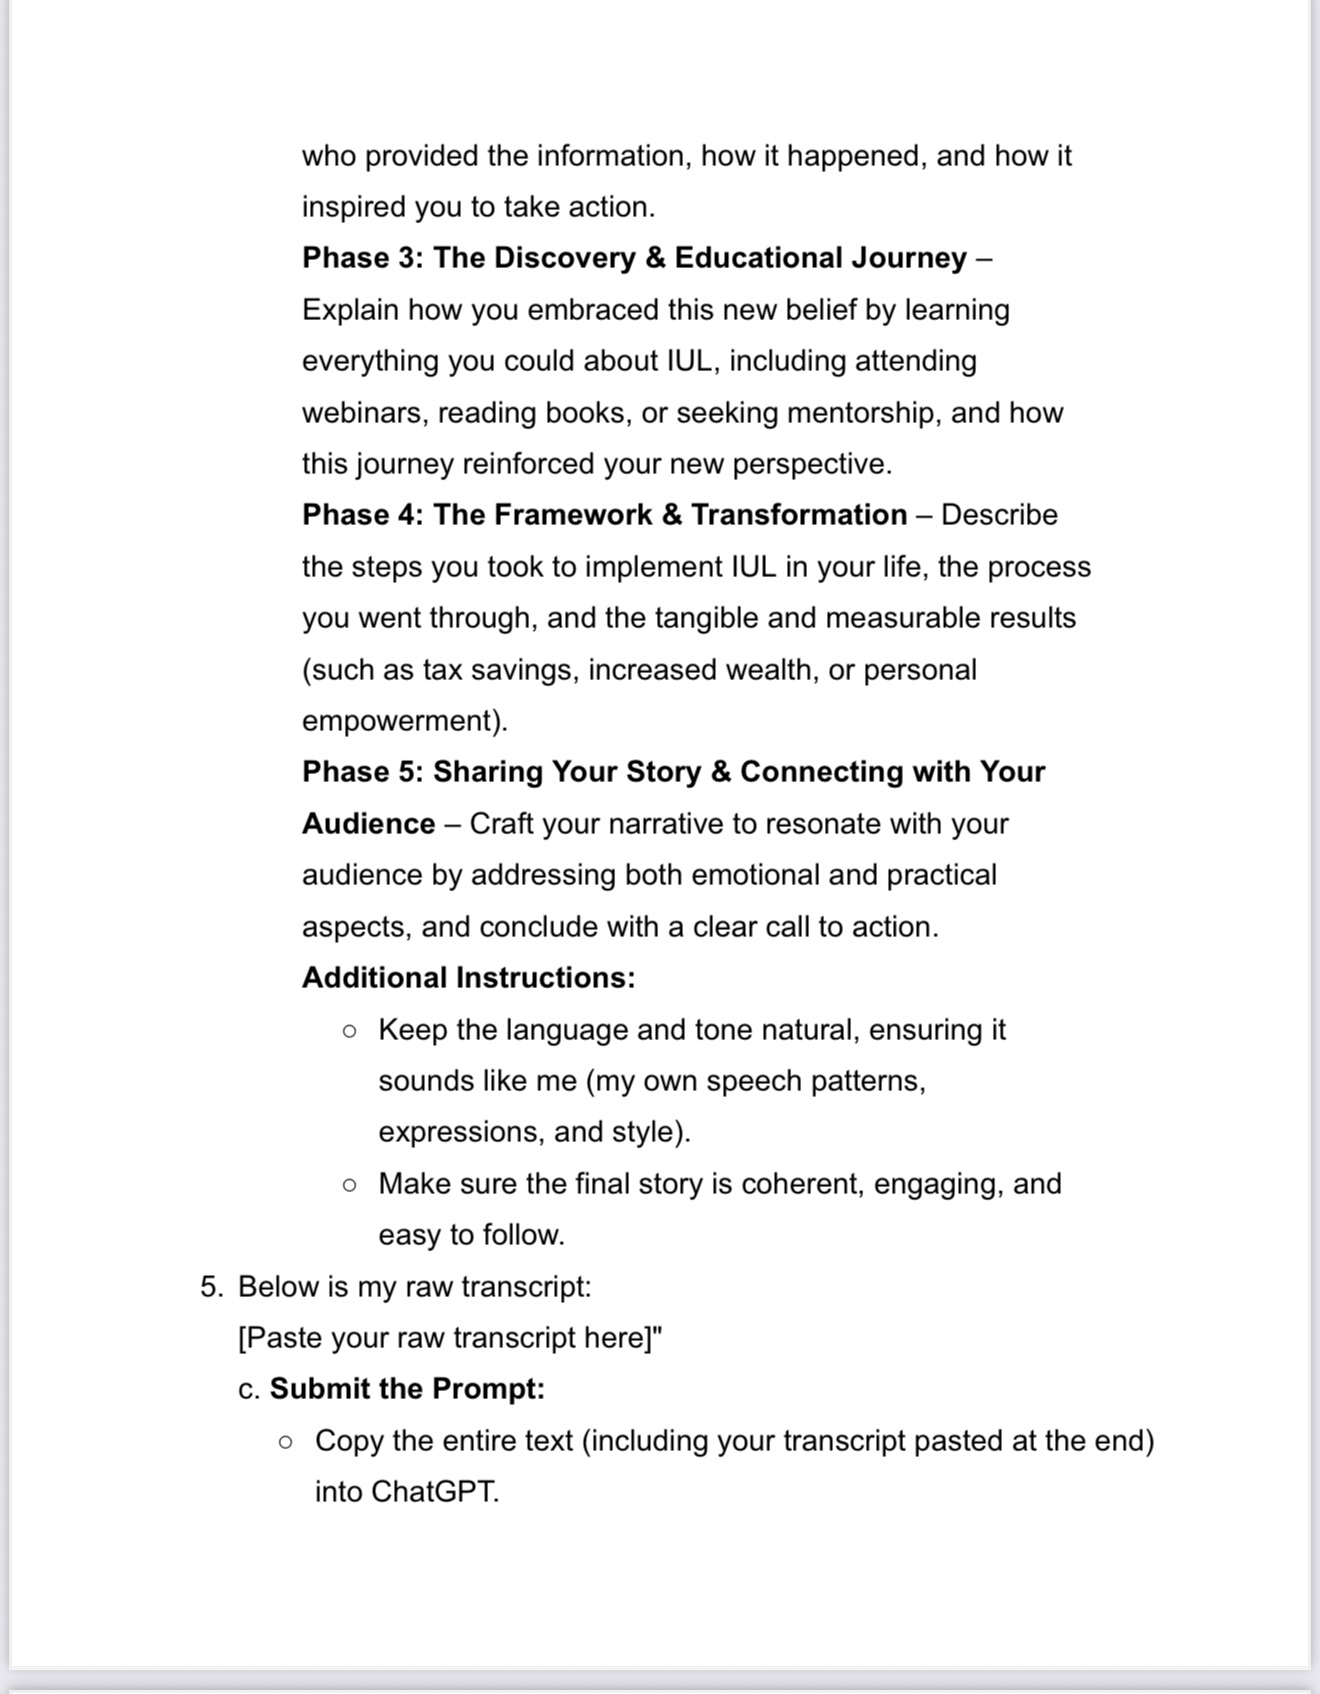 who provided the information, how it happened, and how it
inspired you to take action.
Phase 3: The Discovery & Educational Journey –
Explain how you embraced this new belief by learning
everything you could about IUL, including attending
webinars, reading books, or seeking mentorship, and how
this journey reinforced your new perspective.
Phase 4: The Framework & Transformation – Describe
the steps you took to implement IUL in your life, the process
you went through, and the tangible and measurable results
(such as tax savings, increased wealth, or personal
empowerment).
Phase 5: Sharing Your Story & Connecting with Your
Audience – Craft your narrative to resonate with your
audience by addressing both emotional and practical
aspects, and conclude with a clear call to action.
Additional Instructions:
○ Keep the language and tone natural, ensuring it
sounds like me (my own speech patterns,
expressions, and style).
○ Make sure the final story is coherent, engaging, and
easy to follow.
5. Below is my raw transcript:
[Paste your raw transcript here]"
c. Submit the Prompt:
○ Copy the entire text (including your transcript pasted at the end)
into ChatGPT.